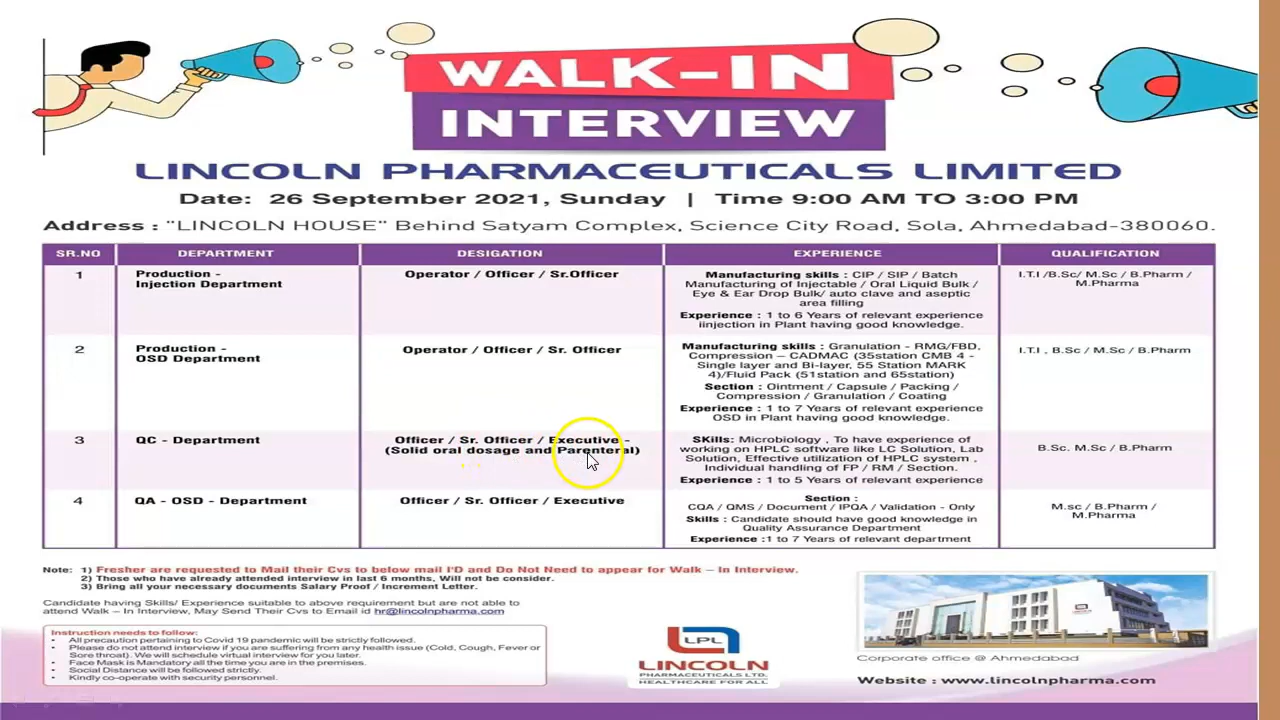 WALK-IN
INTERVIEW
LINCOLN PHARMACEUTICALS LIMITED
Date: 26 September 2021, Sunday | Time 9:00 AM TO 3:00 PM
Address : "LINCOLN HOUSE" Behind Satyam Complex, Science City Road, Sola, Ahmedabad-380060.
SR.NO DEPARTMENT DESIGATION EXPERIENCE QUALIFICATION
1
Production -
Injection Department
Operator / Officer / Sr.Officer
Manufacturing skills : CIP / SIP / Batch
Manufacturing of Injectable / Oral Liquid Bulk /
Eye & Ear Drop Bulk/ auto clave and aseptic
area filling
Experience : 1 to 6 Years of relevant experience
iinjection in Plant having good knowledge.
I.T.I /B.Sc/ M.Sc / B.Pharm /
M.Pharma
2
Production -
OSD Department
Operator / Officer / Sr. Officer
Manufacturing skills : Granulation - RMG/FBD,
Compression – CADMAC (35station CMB 4 -
Single layer and Bi-layer, 55 Station MARK
4)/Fluid Pack (51station and 65station)
Section : Ointment / Capsule / Packing /
Compression / Granulation / Coating
Experience : 1 to 7 Years of relevant experience
OSD in Plant having good knowledge.
I.T.I , B.Sc / M.Sc / B.Pharm
3
QC - Department
Officer / Sr. Officer / Executive -
(Solid oral dosage and Parenteral)
SKills: Microbiology , To have experience of
working on HPLC software like LC Solution, Lab
Solution, Effective utilization of HPLC system ,
Individual handling of FP / RM / Section.
Experience : 1 to 5 Years of relevant experience
B.Sc. M.Sc / B.Pharm
4
QA - OSD - Department
Officer / Sr. Officer / Executive
Section :
CQA / QMS / Document / IPQA / Validation - Only
Skills : Candidate should have good knowledge in
Quality Assurance Department
Experience :1 to 7 Years of relevant department
M.sc / B.Pharm /
M.Pharma
Note: 1) Fresher are requested to Mail their Cvs to below mail I'D and Do Not Need to appear for Walk – In Interview.
2) Those who have already attended interview in last 6 months, Will not be consider.
3) Bring all your necessary documents Salary Proof / Increment Letter.
Candidate having Skills/ Experience suitable to above requirement but are not able to
attend Walk – In Interview, May Send Their Cvs to Email id hr@lincolnpharma.com
Instruction needs to follow:
• All precaution pertaining to Covid 19 pandemic will be strictly followed.
• Please do not attend interview if you are suffering from any health issue (Cold, Cough, Fever or
Sore throat). We will schedule virtual interview for you later.
• Face Mask is Mandatory all the time you are in the premises.
• Social Distance will be followed strictly.
• Kindly co-operate with security personnel.
LPL
LINCOLN
PHARMACEUTICALS LTD.
HEALTHCARE FOR ALL
Corporate office @ Ahmedabad
Website : www.lincolnpharma.com